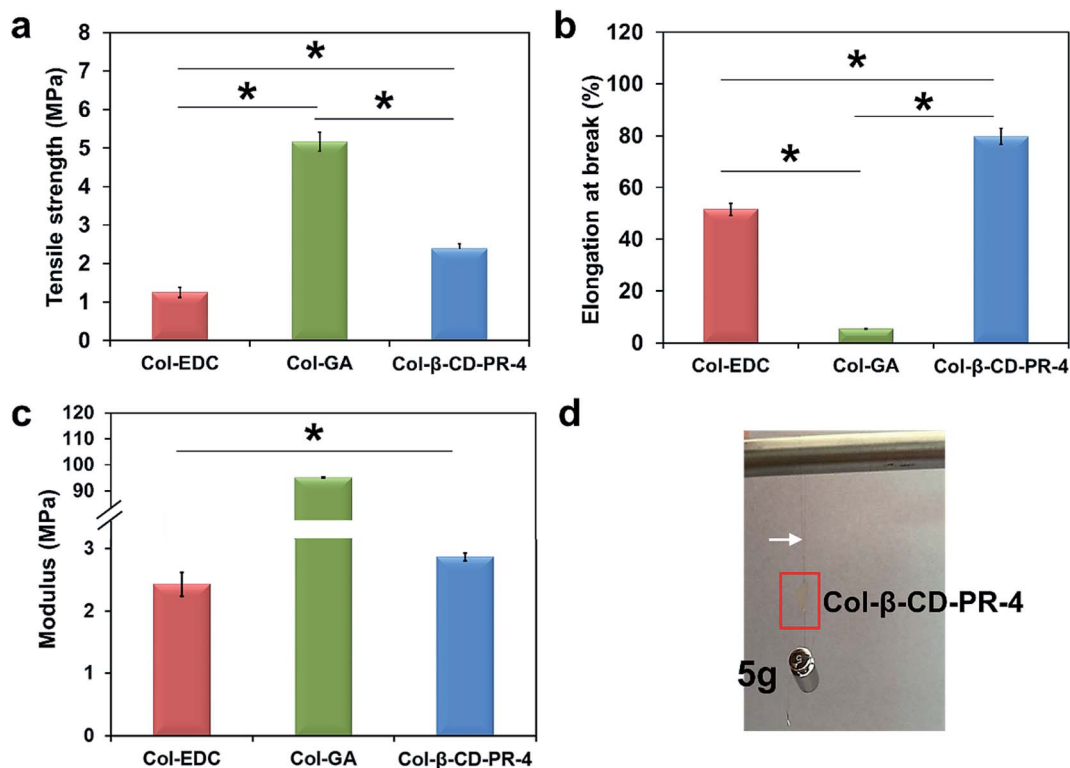 a
Tensile strength (MPa)
8
7
6
5
4
3
2
1
0
*
*
*
Col-EDC
Col-GA
Col-β-CD-PR-4
b
Elongation at break (%)
120
100
80
60
40
20
0
*
*
*
Col-EDC
Col-GA
Col-β-CD-PR-4
c
Modulus (MPa)
120
110
100
90
3
2
1
0
*
Col-EDC
Col-GA
Col-β-CD-PR-4
d
Col-β-CD-PR-4
5g